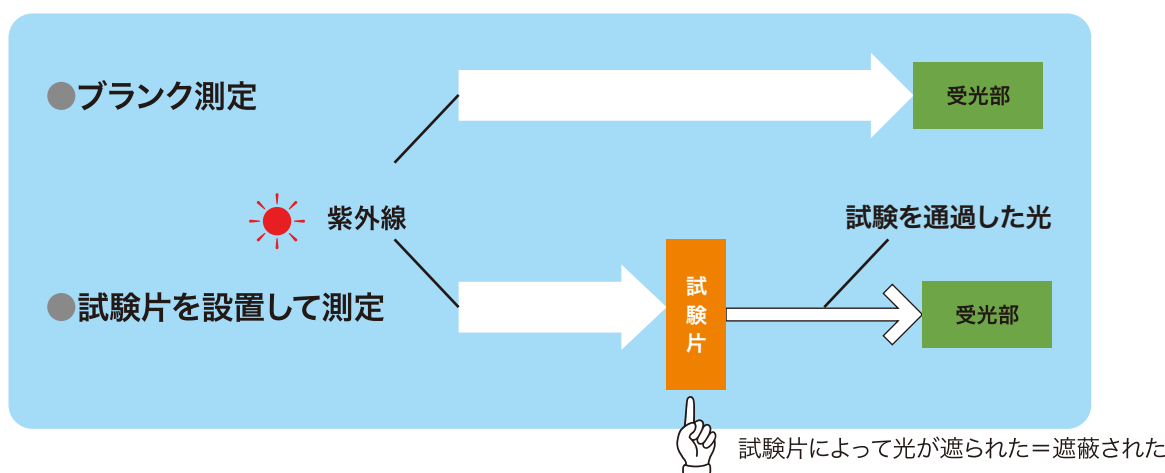 ●ブランク測定
受光部
紫外線
試験を通過した光
●試験片を設置して測定
試験片
受光部
試験片によって光が遮られた＝遮蔽された